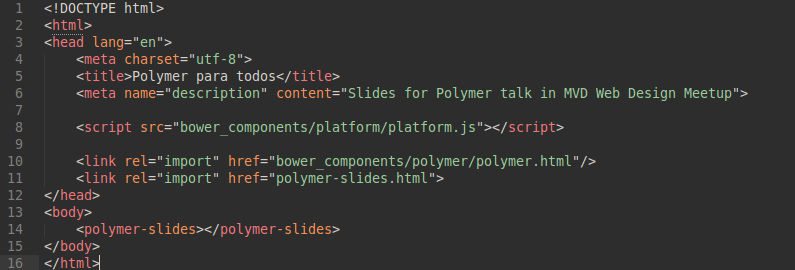 1 <!DOCTYPE html>
2 <html>
3 <head lang="en">
4     <meta charset="utf-8">
5     <title>Polymer para todos</title>
6     <meta name="description" content="Slides for Polymer talk in MVD Web Design Meetup">
7
8     <script src="bower_components/platform/platform.js"></script>
9
10     <link rel="import" href="bower_components/polymer/polymer.html"/>
11     <link rel="import" href="polymer-slides.html">
12 </head>
13 <body>
14     <polymer-slides></polymer-slides>
15 </body>
16 </html>